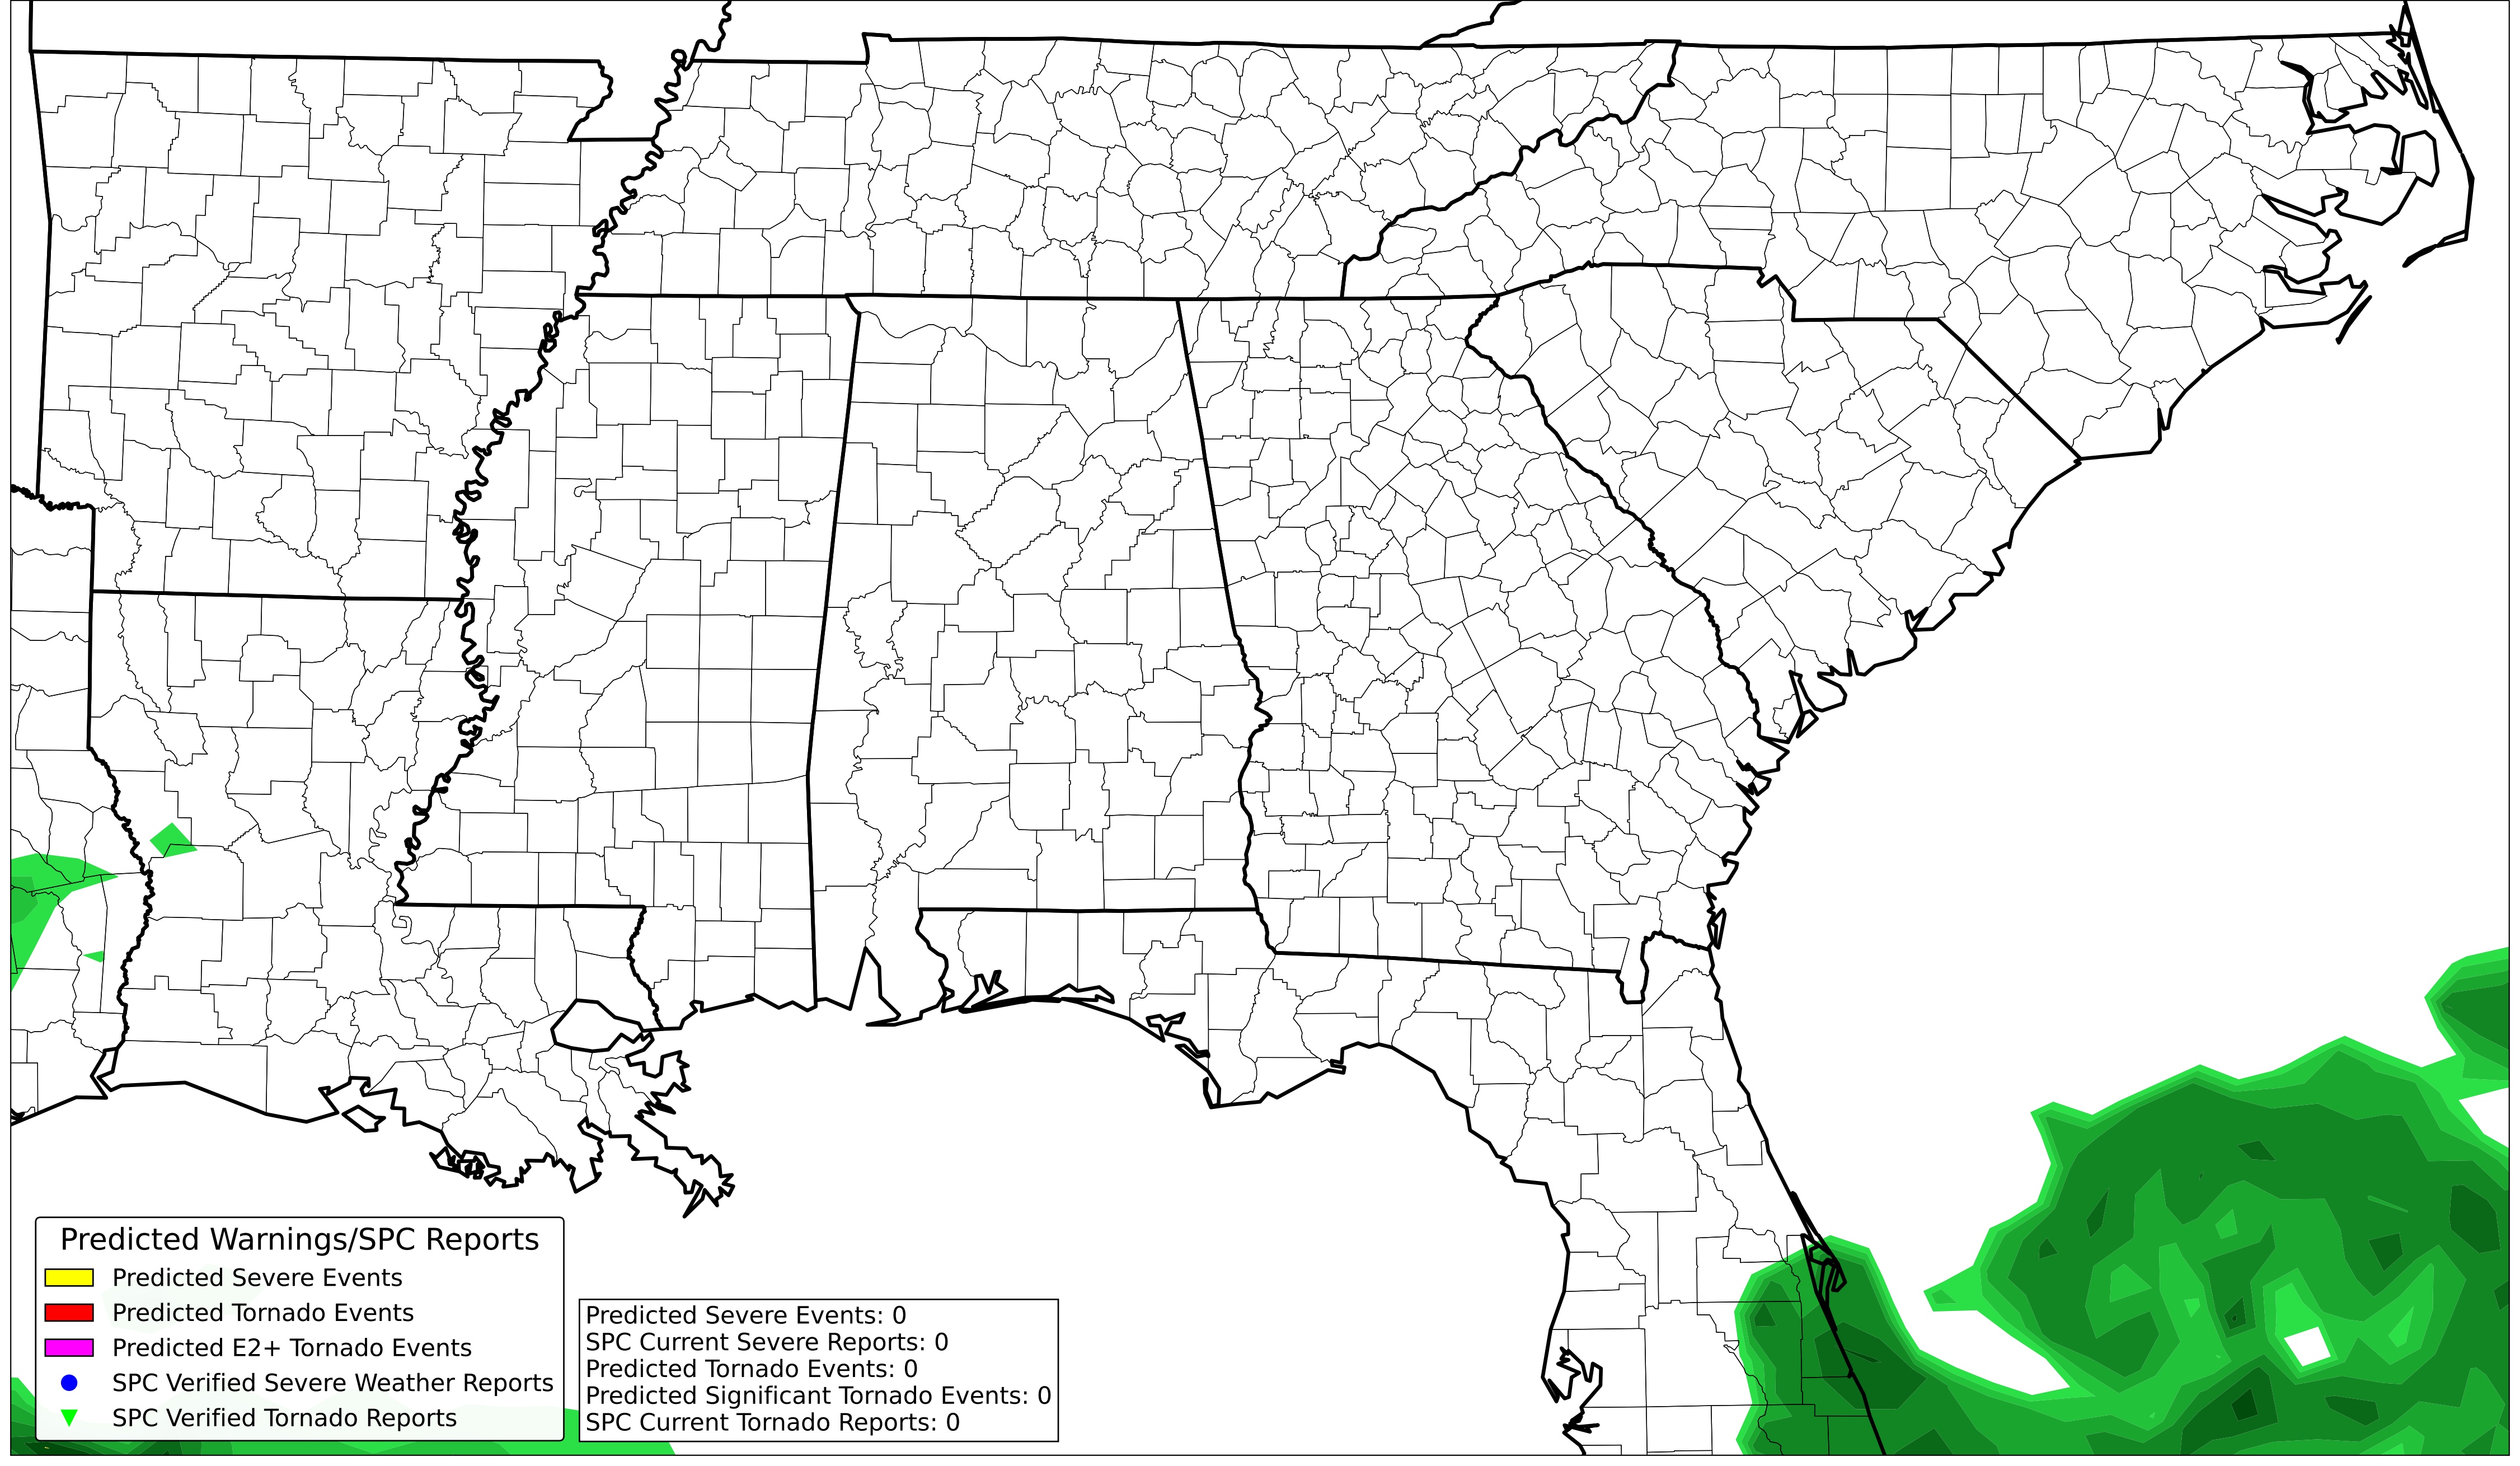 Predicted Warnings/SPC Reports
Predicted Severe Events
Predicted Tornado Events
Predicted E2+ Tornado Events
SPC Verified Severe Weather Reports
SPC Verified Tornado Reports
Predicted Severe Events: 0
SPC Current Severe Reports: 0
Predicted Tornado Events: 0
Predicted Significant Tornado Events: 0
SPC Current Tornado Reports: 0